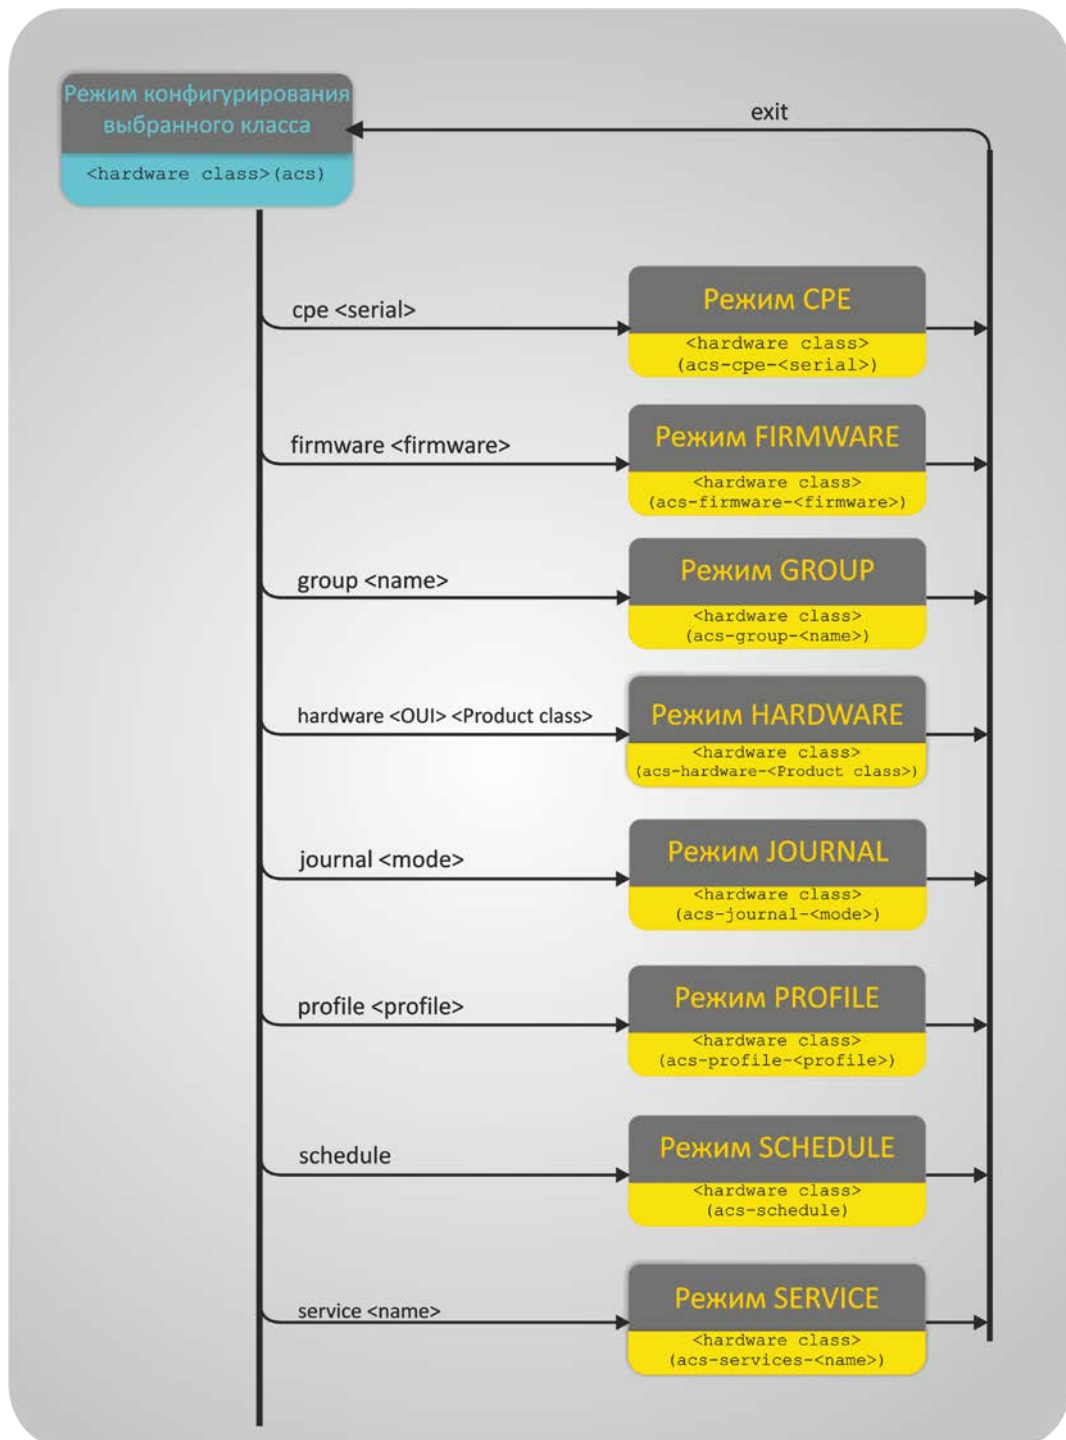 Режим конфигурирования
выбранного класса
<hardware class>(acs)
exit
cpe <serial>
Режим CPE
<hardware class>
(acs-cpe-<serial>)
firmware <firmware>
Режим FIRMWARE
<hardware class>
(acs-firmware-<firmware>)
group <name>
Режим GROUP
<hardware class>
(acs-group-<name>)
hardware <OUI> <Product class>
Режим HARDWARE
<hardware class>
(acs-hardware-<Product class>)
journal <mode>
Режим JOURNAL
<hardware class>
(acs-journal-<mode>)
profile <profile>
Режим PROFILE
<hardware class>
(acs-profile-<profile>)
schedule
Режим SCHEDULE
<hardware class>
(acs-schedule)
service <name>
Режим SERVICE
<hardware class>
(acs-services-<name>)